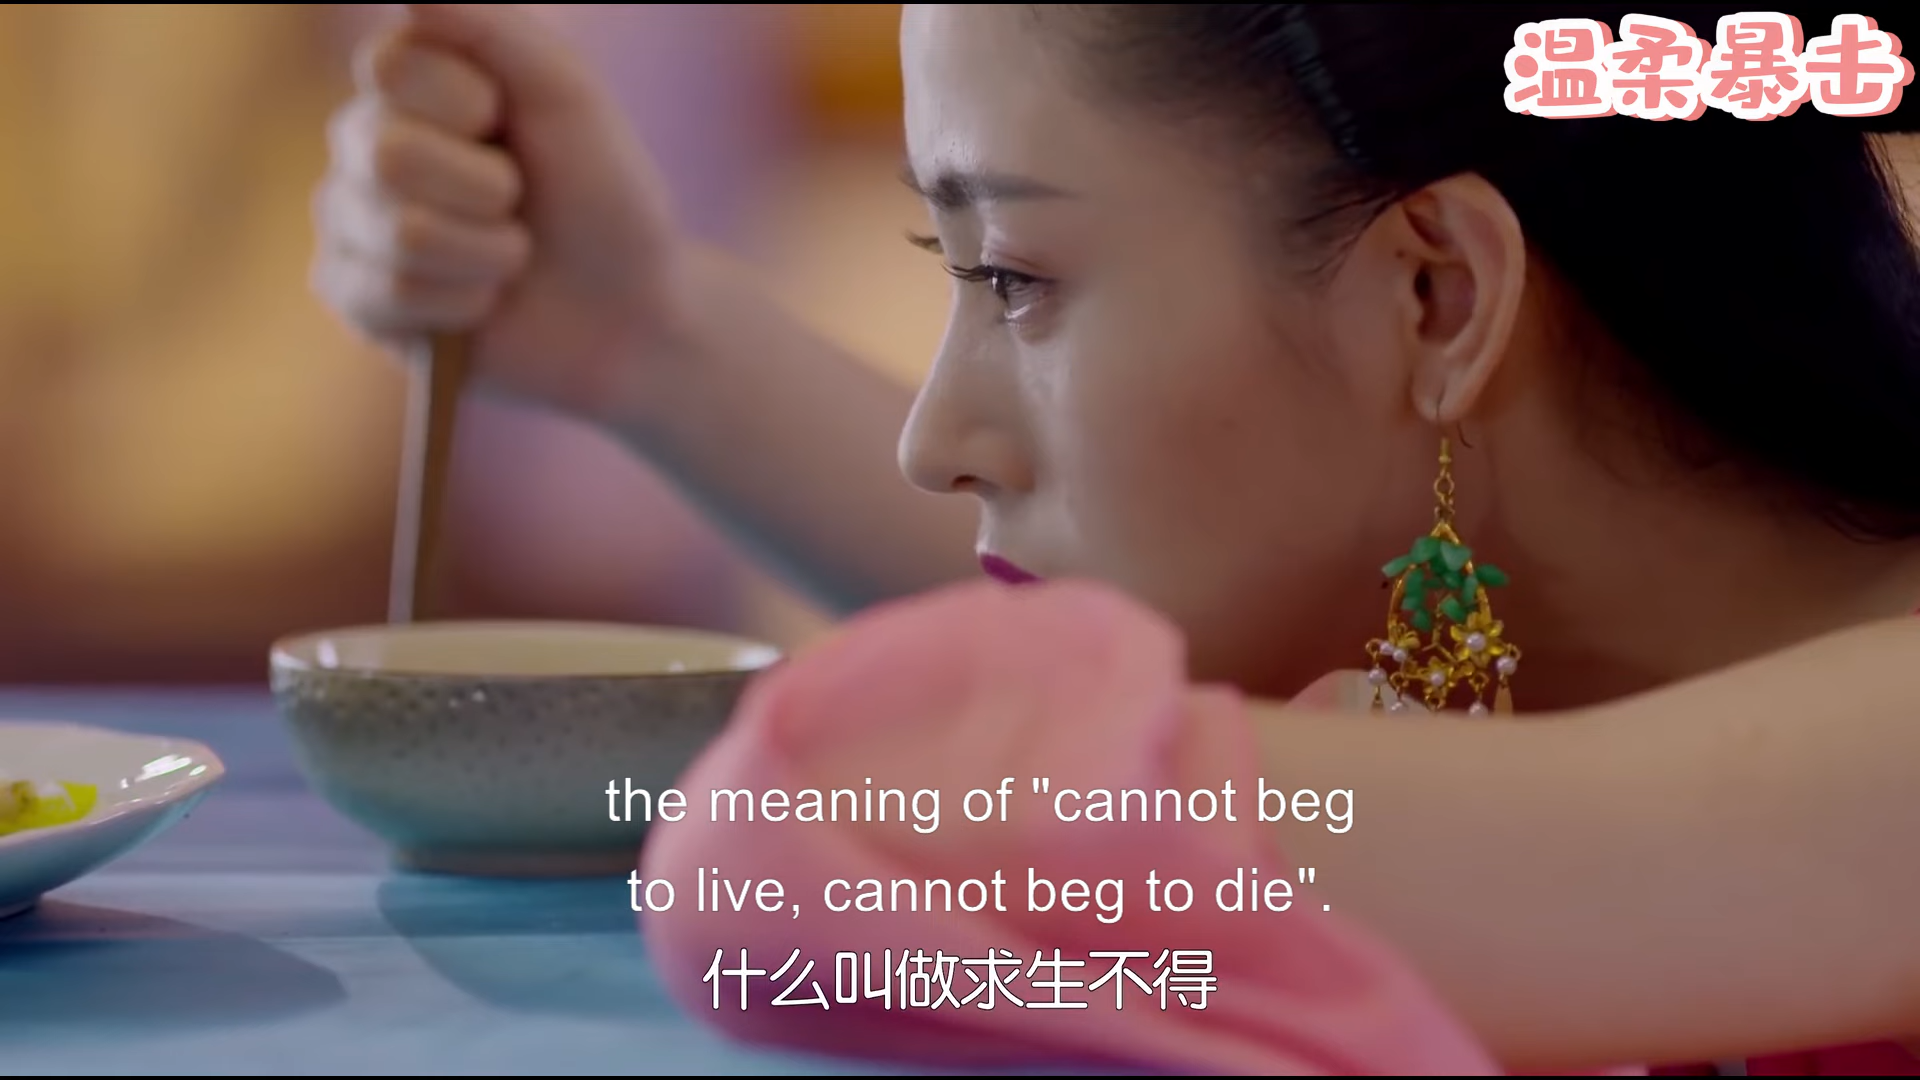 温柔暴击
the meaning of "cannot beg
to live, cannot beg to die".
什么叫做求生不得